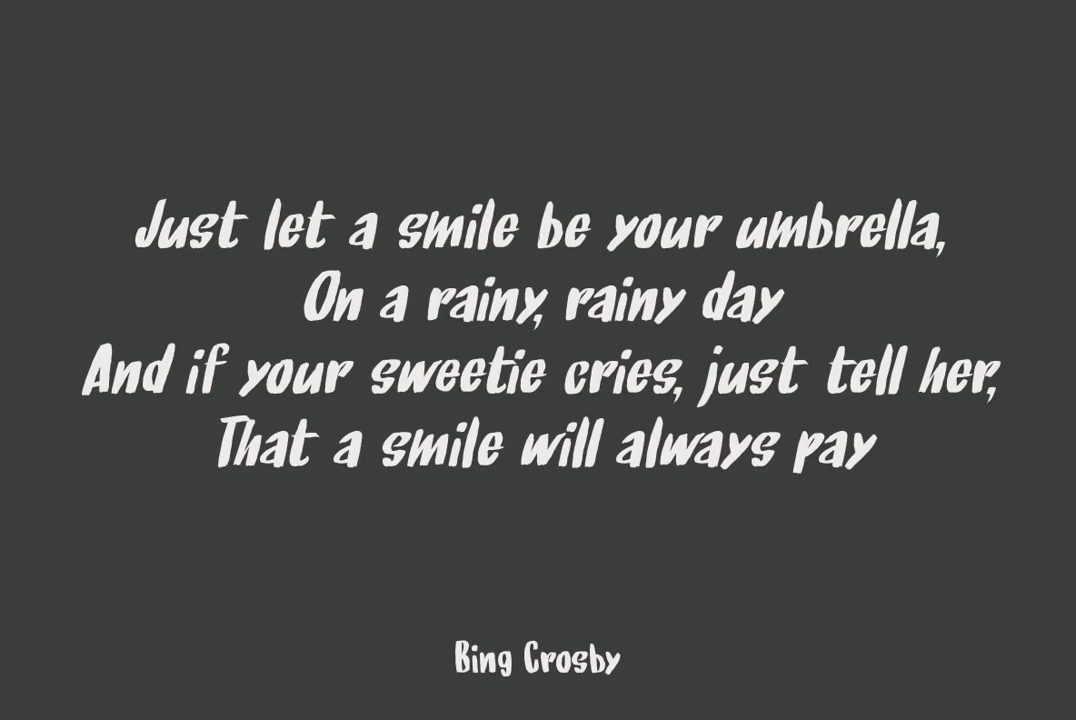 Just let a smile be your umbrella,
On a rainy, rainy day
And if your sweetie cries, just tell her,
That a smile will always pay
Bing Crosby